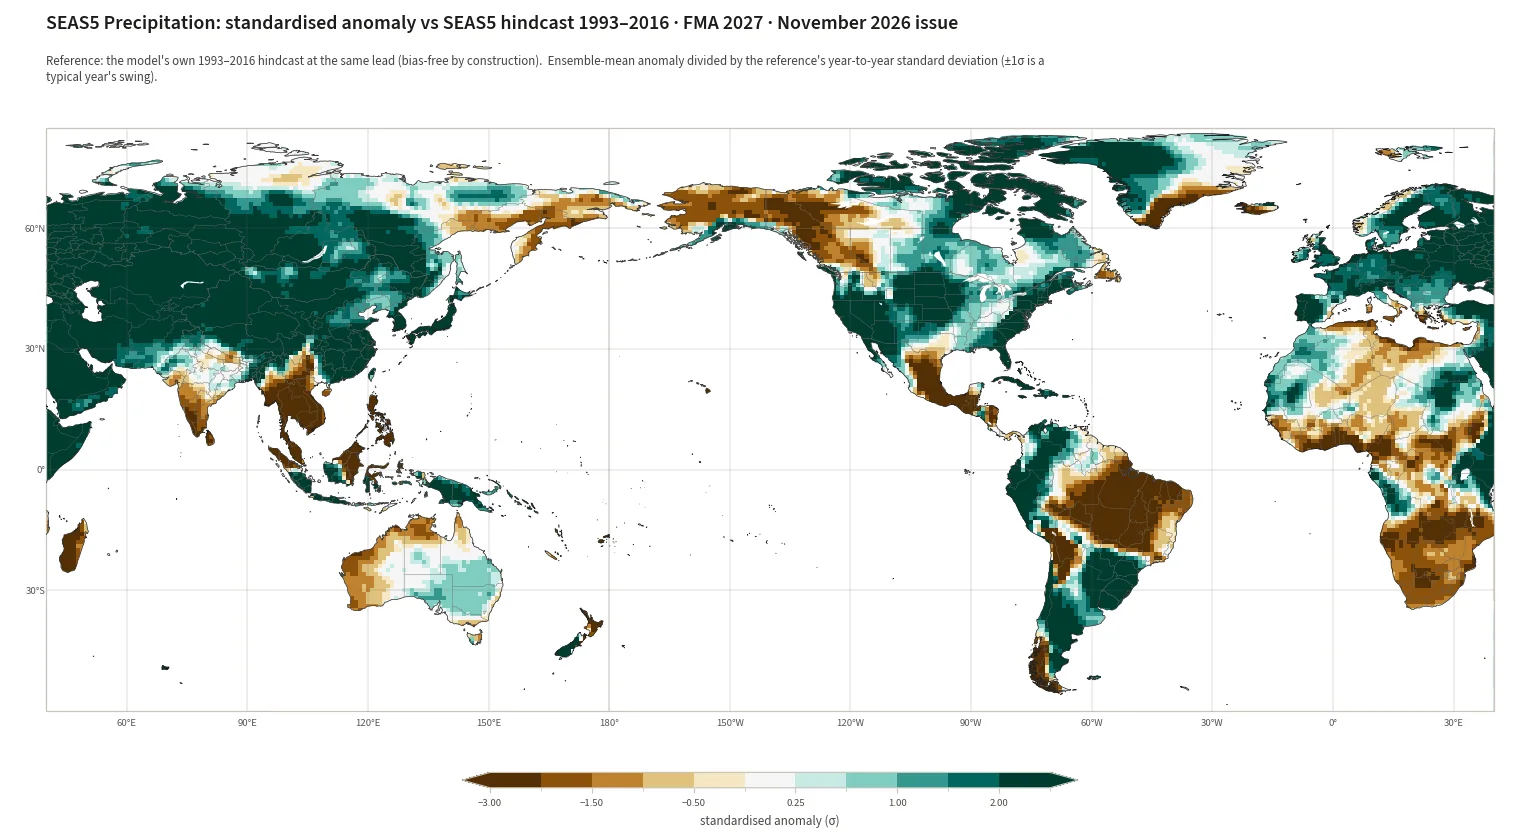 SEAS5 Precipitation: standardised anomaly vs SEAS5 hindcast 1993–2016 · FMA 2027 · November 2026 issue
Reference: the model's own 1993–2016 hindcast at the same lead (bias-free by construction).  Ensemble-mean anomaly divided by the reference's year-to-year standard deviation (±1σ is a
typical year's swing).
60°N
30°N
0°
30°S
60°E 90°E 120°E 150°E 180° 150°W 120°W 90°W 60°W 30°W 0° 30°E
−3.00 −1.50 −0.50 0.25 1.00 2.00
standardised anomaly (σ)